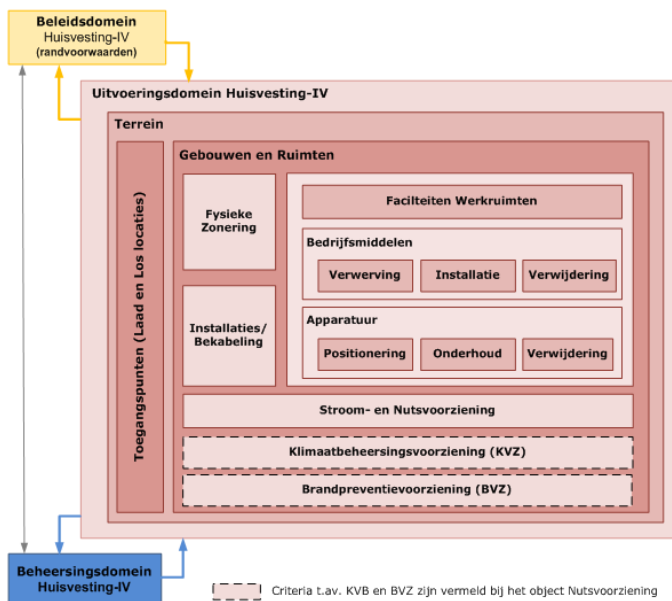 Beleidsdomein
Huisvesting-IV
(randvoorwaarden)
Uitvoeringsdomein Huisvesting-IV
Terrein
Toegangspunten (Laad en Los locaties)
Gebouwen en Ruimten
Fysieke
Zonering
Installaties/
Bekabeling
Faciliteiten Werkruimten
Bedrijfsmiddelen
Verwerving
Installatie
Verwijdering
Apparatuur
Positionering
Onderhoud
Verwijdering
Stroom- en Nutsvoorziening
Klimaatbeheersingsvoorziening (KVZ)
Brandpreventievoorziening (BVZ)
Beheersingsdomein
Huisvesting-IV
Criteria t.av. KVB en BVZ zijn vermeld bij het object Nutsvoorziening